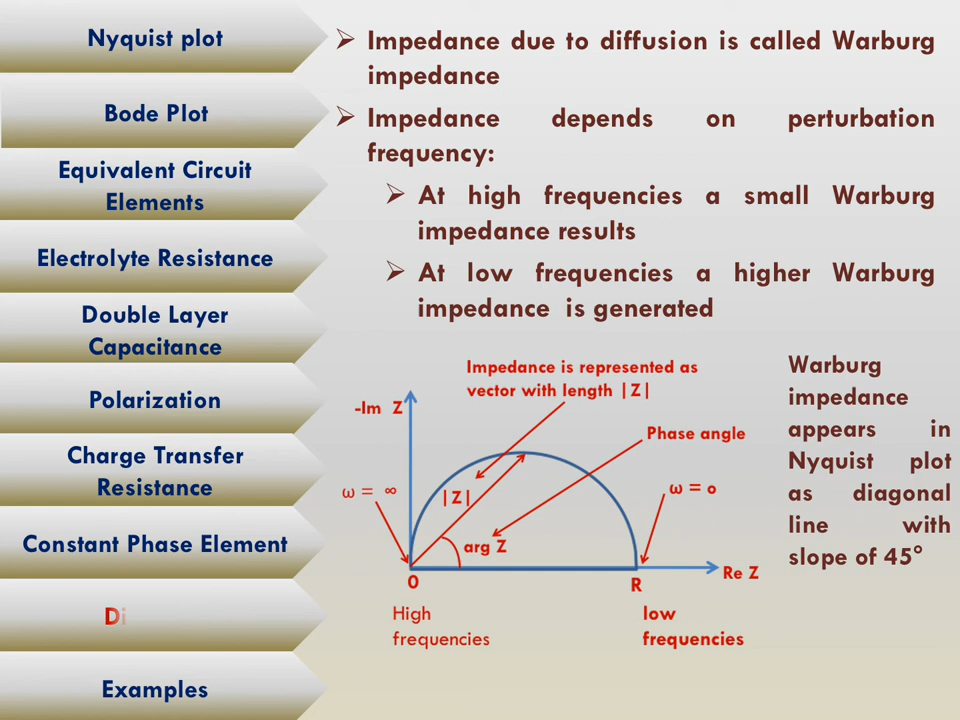 Nyquist plot
Bode Plot
Equivalent Circuit
Elements
Electrolyte Resistance
Double Layer
Capacitance
Polarization
Charge Transfer
Resistance
Constant Phase Element
Di
Examples
➢ Impedance due to diffusion is called Warburg
impedance
➢ Impedance depends on perturbation
frequency:
➢ At high frequencies a small Warburg
impedance results
➢ At low frequencies a higher Warburg
impedance is generated
Impedance is represented as
vector with length |Z|
-Im Z
Phase angle
ω = ∞
|Z|
ω = o
arg Z
0
R
Re Z
High
frequencies
low
frequencies
Warburg
impedance
appears in
Nyquist plot
as diagonal
line with
slope of 45°